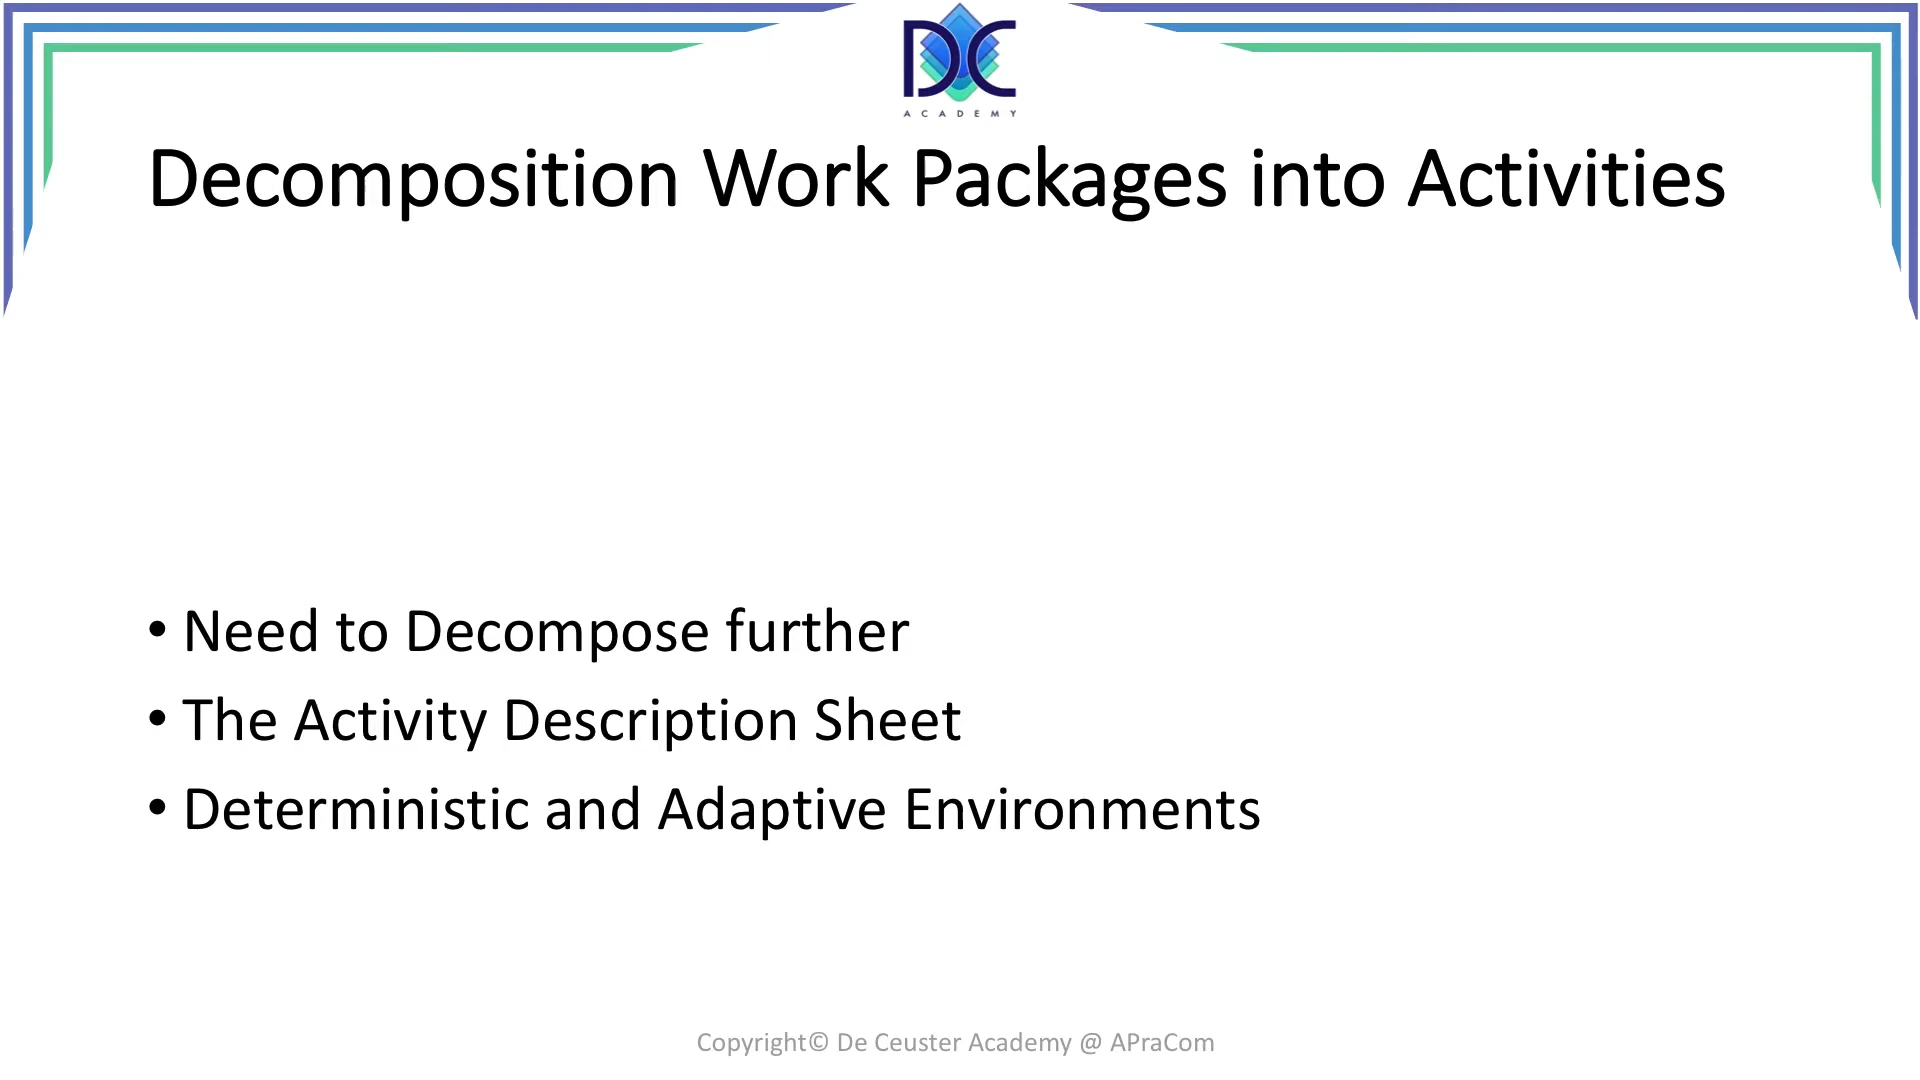 DC
ACADEMY
Decomposition Work Packages into Activities
• Need to Decompose further
• The Activity Description Sheet
• Deterministic and Adaptive Environments
Copyright© De Ceuster Academy @ APraCom